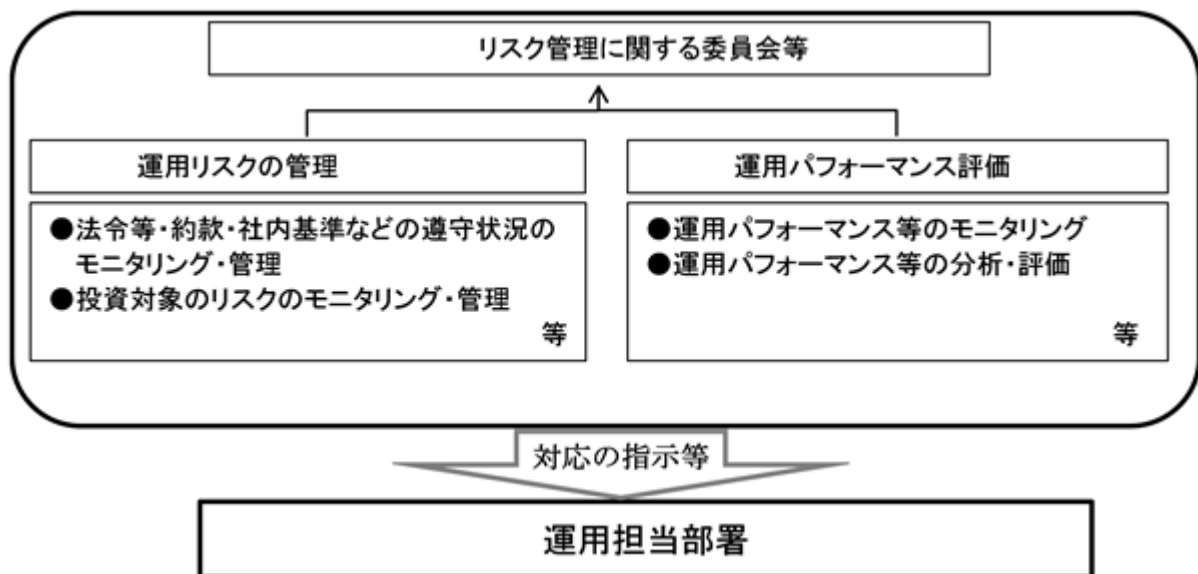 リスク管理に関する委員会等
運用リスクの管理
●法令等・約款・社内基準などの遵守状況の
モニタリング・管理
●投資対象のリスクのモニタリング・管理
等
運用パフォーマンス評価
●運用パフォーマンス等のモニタリング
●運用パフォーマンス等の分析・評価
等
対応の指示等
運用担当部署